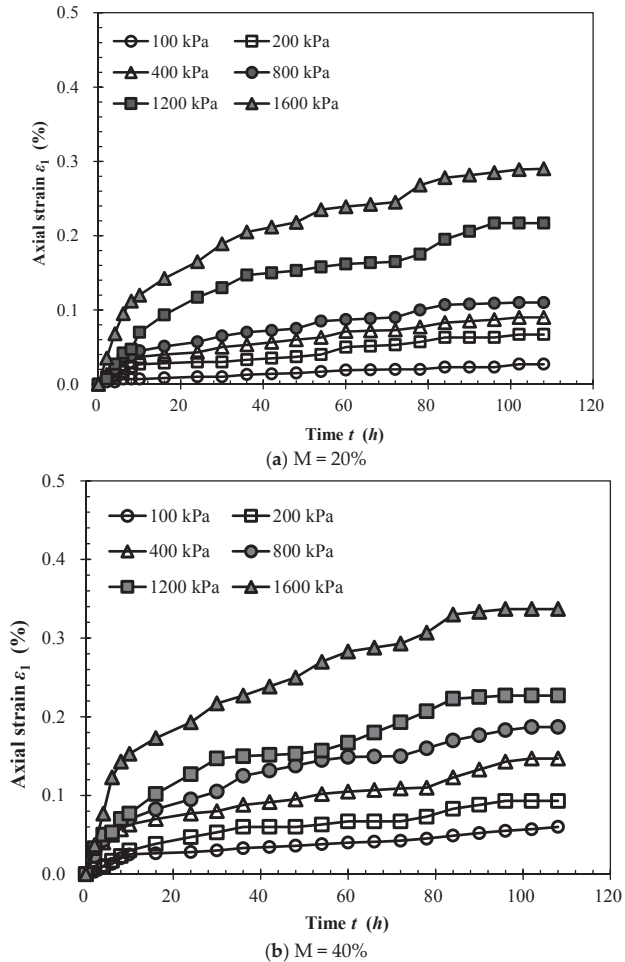 0.5
0.4
0.3
0.2
0.1
0.0
Axial strain ε1 (%)
100 kPa 200 kPa
400 kPa 800 kPa
1200 kPa 1600 kPa
0 20 40 60 80 100 120
Time t (h)
(a) M = 20%
0.5
0.4
0.3
0.2
0.1
0.0
Axial strain ε1 (%)
100 kPa 200 kPa
400 kPa 800 kPa
1200 kPa 1600 kPa
0 20 40 60 80 100 120
Time t (h)
(b) M = 40%